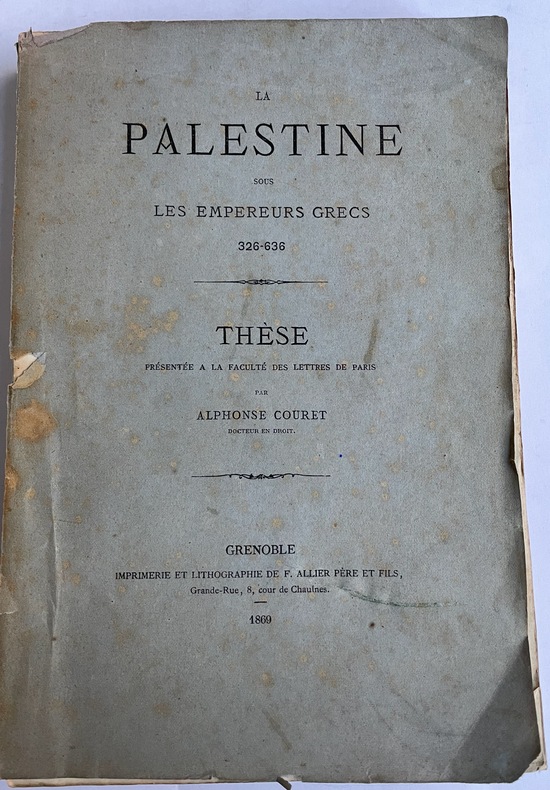 LA
PALESTINE
SOUS
LES EMPEREURS GRECS
326-636
THÈSE
PRÉSENTÉE A LA FACULTÉ DES LETTRES DE PARIS
PAR
ALPHONSE COURET
DOCTEUR EN DROIT.
GRENOBLE
IMPRIMERIE ET LITHOGRAPHIE DE F. ALLIER PÈRE ET FILS,
Grande-Rue, 8, cour de Chaulnes.
1869